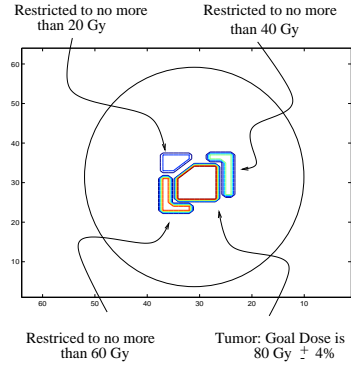 Restricted to no more
than 20 Gy
Restricted to no more
than 40 Gy
60
50
40
30
20
10
60 50 40 30 20 10
Restriced to no more
than 60 Gy
Tumor: Goal Dose is
80 Gy +- 4%